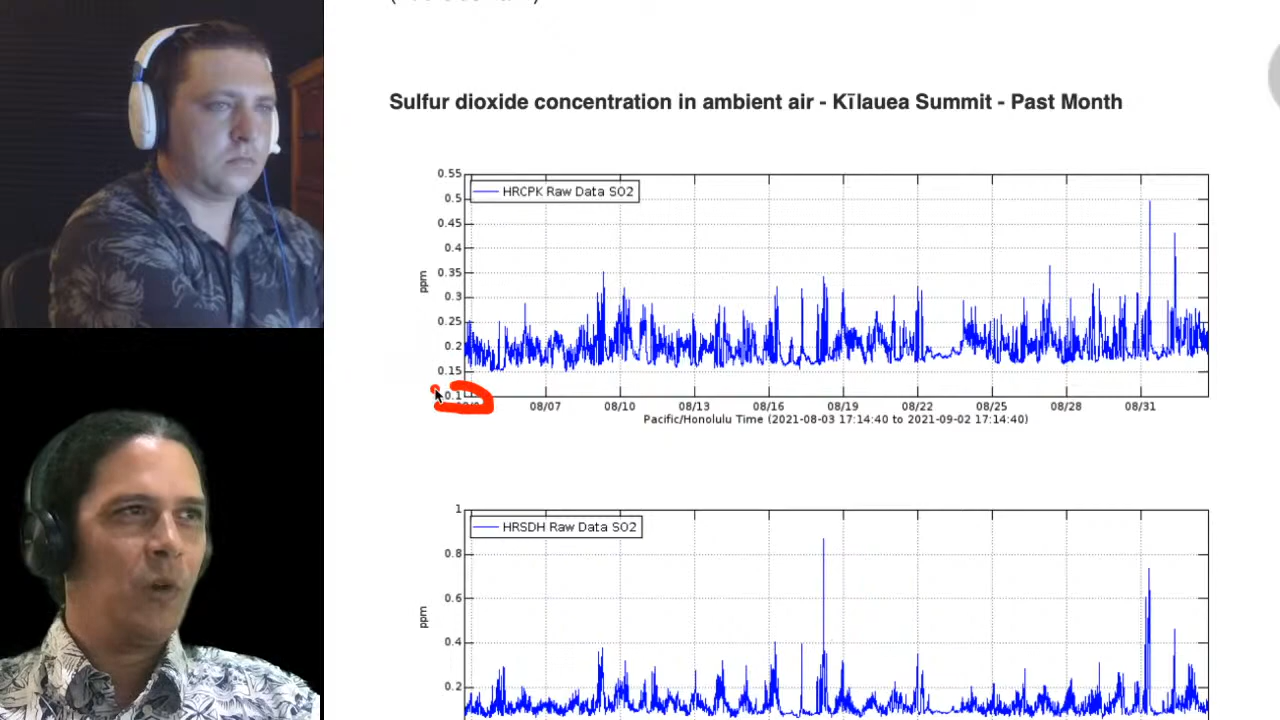 Sulfur dioxide concentration in ambient air - Kīlauea Summit - Past Month
0.55
HRCPK Raw Data SO2
0.5
0.45
0.4
0.35
ppm
0.3
0.25
0.2
0.15
0.1
08/07 08/10 08/13 08/16 08/19 08/22 08/25 08/28 08/31
Pacific/Honolulu Time (2021-08-03 17:14:40 to 2021-09-02 17:14:40)
1
HRSDH Raw Data SO2
0.8
0.6
ppm
0.4
0.2